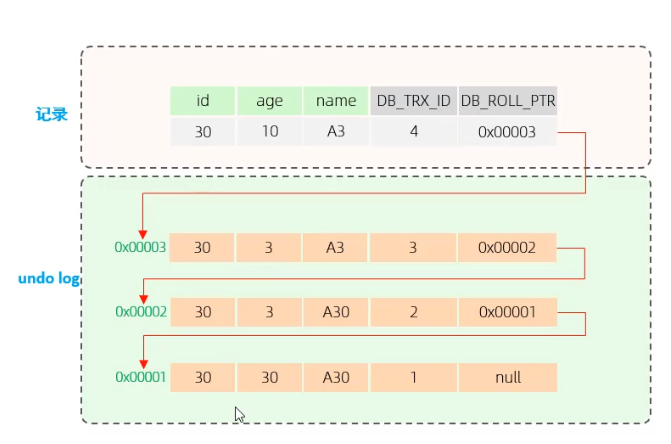 id age name DB_TRX_ID DB_ROLL_PTR
记录
30 10 A3 4 0x00003
0x00003 30 3 A3 3 0x00002
undo log
0x00002 30 3 A30 2 0x00001
0x00001 30 30 A30 1 null